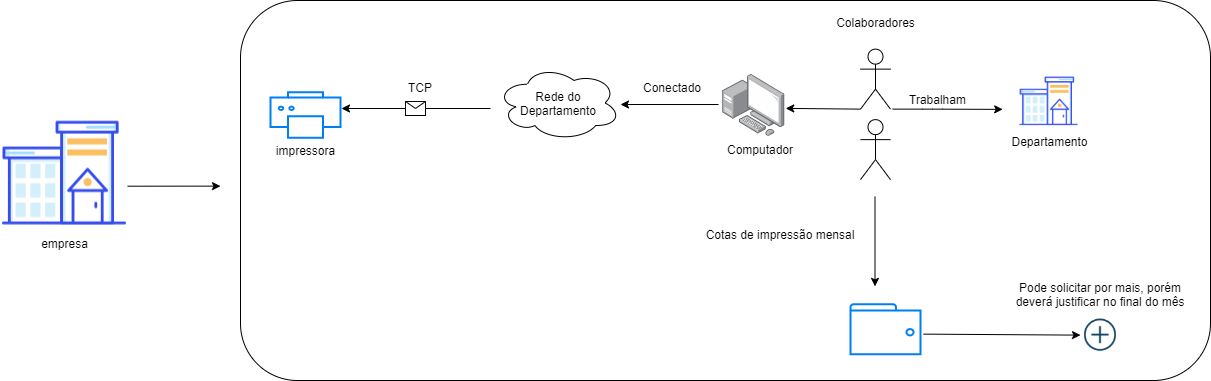 Colaboradores
TCP
Conectado
Rede do
Departamento
Trabalham
impressora
Computador
Departamento
empresa
Cotas de impressão mensal
Pode solicitar por mais, porém
deverá justificar no final do mês